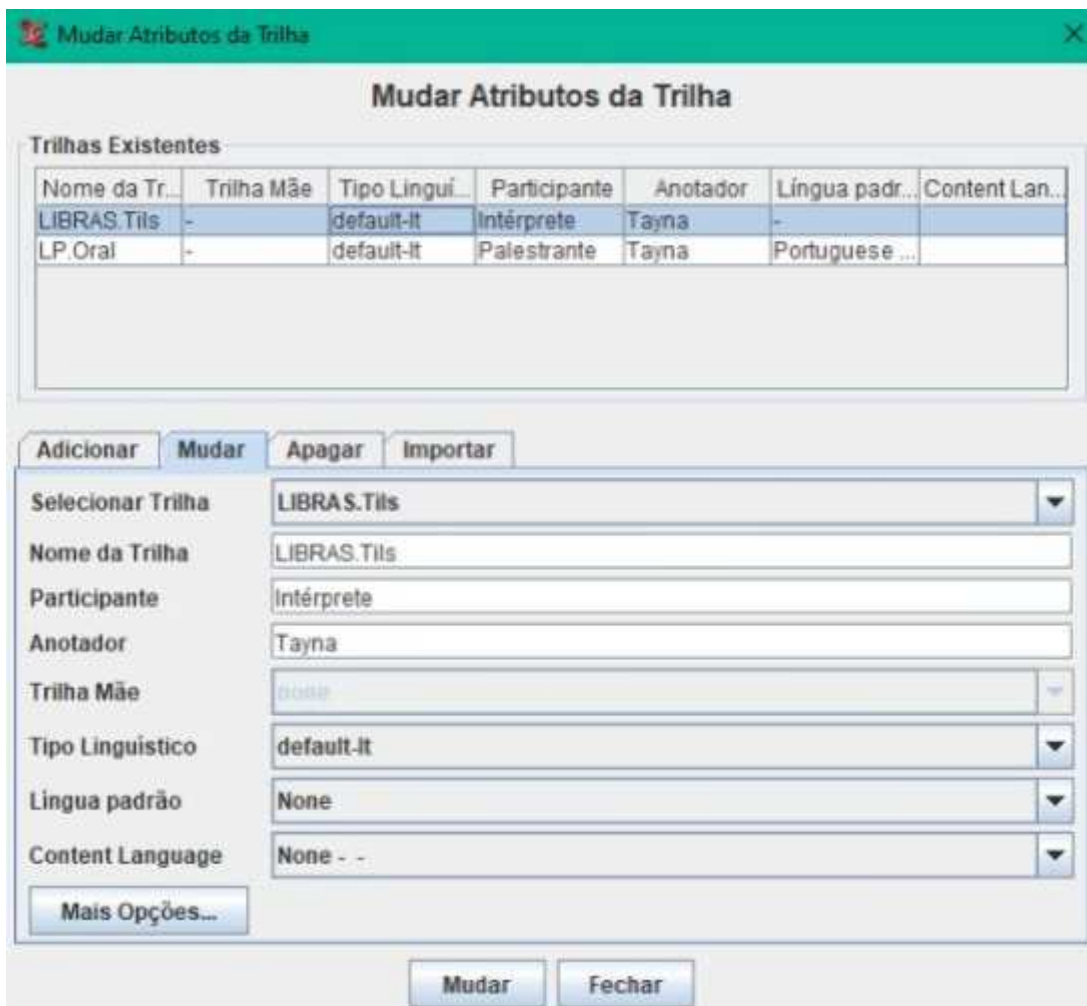 Mudar Atributos da Trilha
Mudar Atributos da Trilha
Trilhas Existentes
Nome da Tr... Trilha Mãe Tipo Linguí... Participante Anotador Língua padr... Content Lan...
LIBRAS.Tils - default-lt Intérprete Tayna -
LP.Oral - default-lt Palestrante Tayna Portuguese ...
Adicionar Mudar Apagar Importar
Selecionar Trilha LIBRAS.Tils
Nome da Trilha LIBRAS.Tils
Participante Intérprete
Anotador Tayna
Trilha Mãe none
Tipo Linguístico default-lt
Língua padrão None
Content Language None - -
Mais Opções...
Mudar Fechar